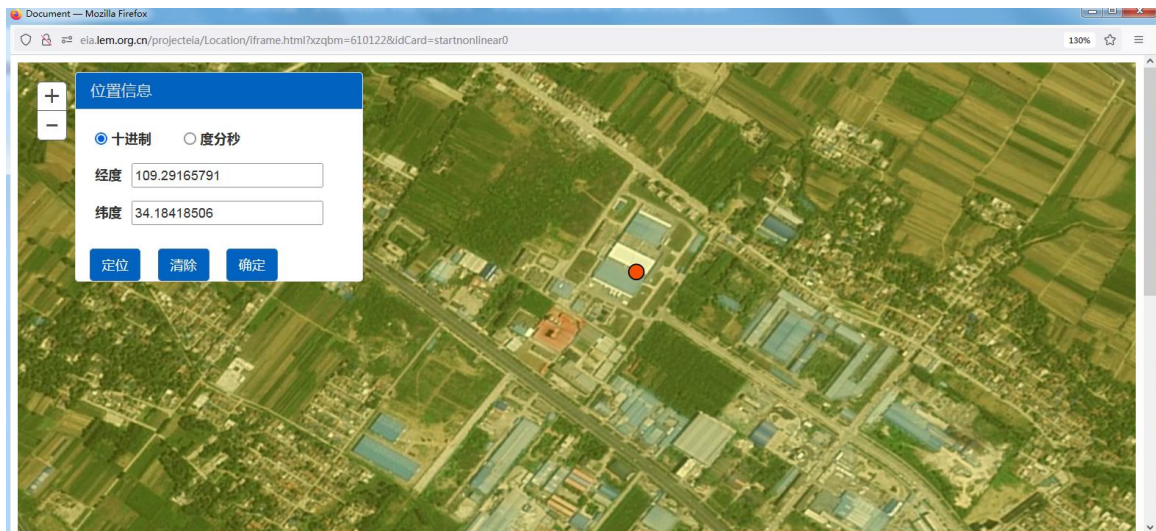 Document — Mozilla Firefox
eia.lem.org.cn/projecteia/Location/iframe.html?xzqbm=610122&idCard=startnonlinear0
130%
+
−
位置信息
十进制 度分秒
经度 109.29165791
纬度 34.18418506
定位 清除 确定